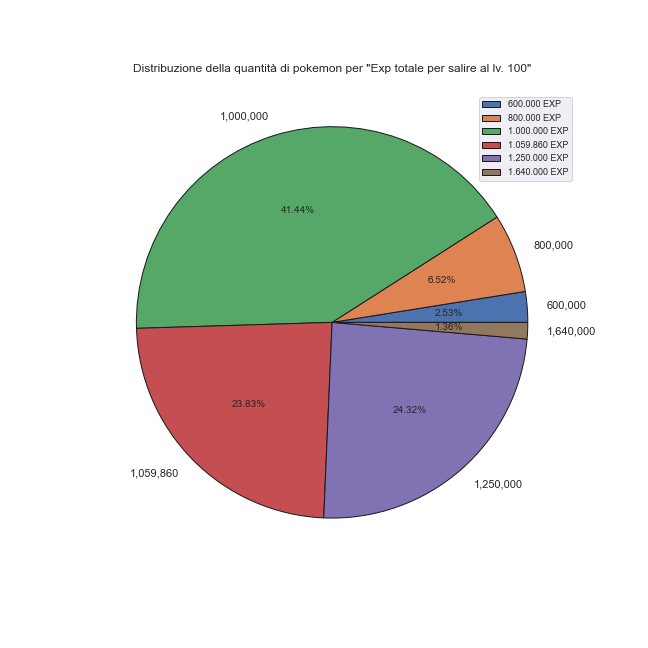 Distribuzione della quantità di pokemon per "Exp totale per salire al lv. 100"
600.000 EXP
800.000 EXP
1.000.000 EXP
1.059.860 EXP
1.250.000 EXP
1.640.000 EXP
1,000,000
41.44%
800,000
6.52%
600,000
2.53%
1.36%
1,640,000
23.83%
24.32%
1,059,860
1,250,000